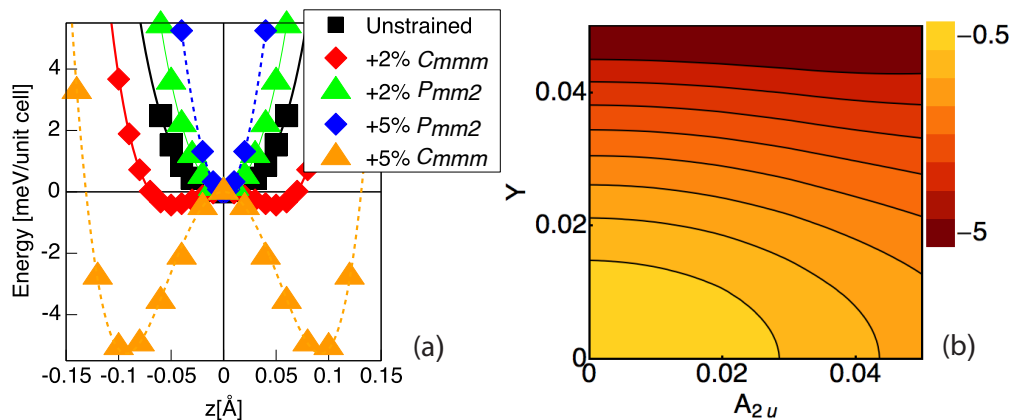 Energy [meV/unit cell]
4
2
0
-2
-4
-0.15
-0.1
-0.05
0
0.05
0.1
0.15
z[Å]
Unstrained
+2% Cmmm
+2% Pmm2
+5% Pmm2
+5% Cmmm
(a)
Y
0.04
0.02
0
0
0.02
0.04
A2u
−0.5
−5
(b)